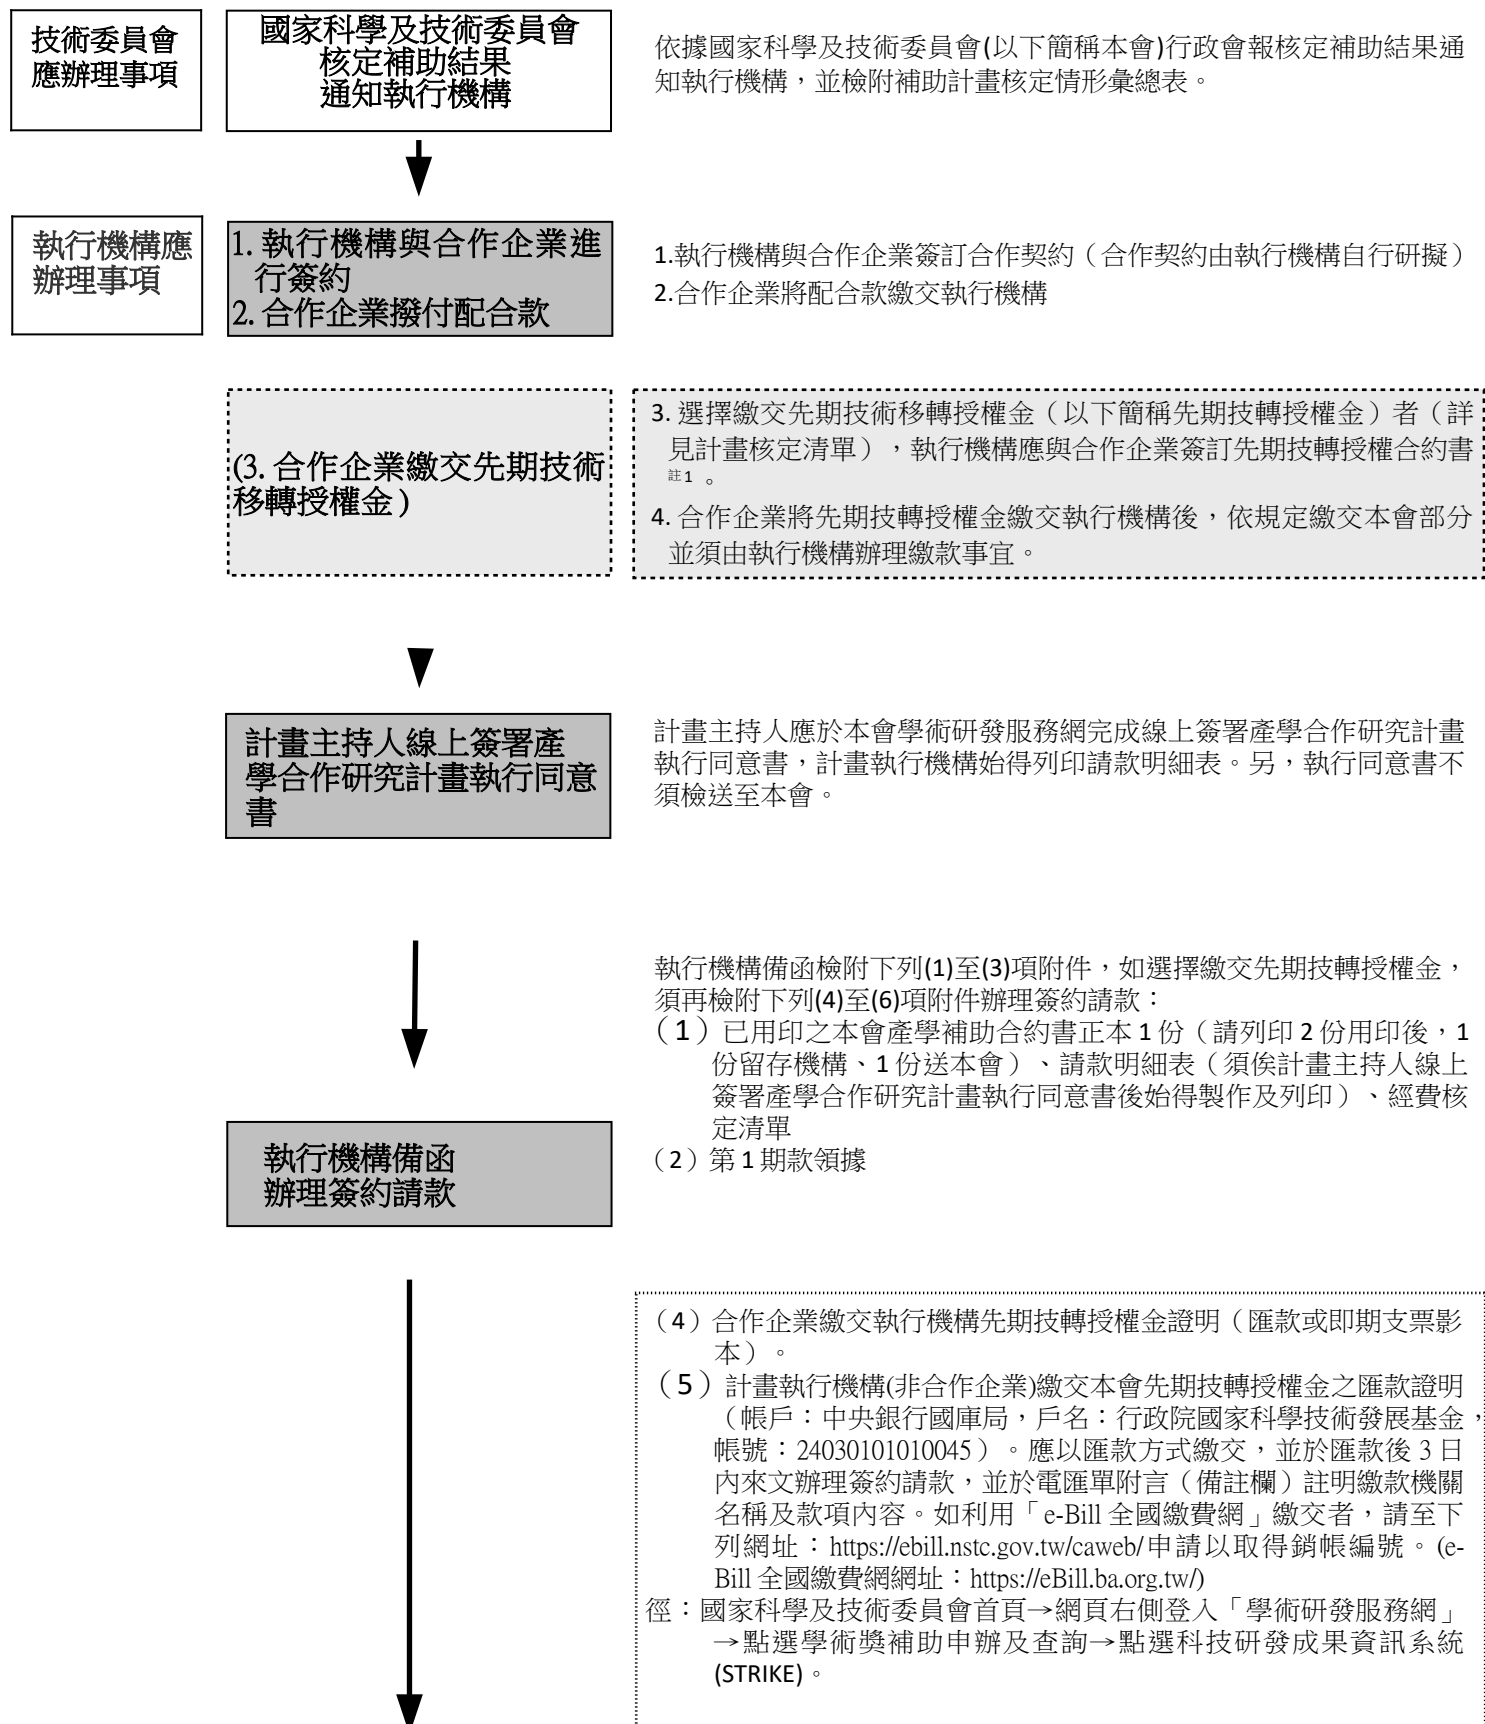 技術委員會
應辦理事項
國家科學及技術委員會
核定補助結果
通知執行機構
依據國家科學及技術委員會(以下簡稱本會)行政會報核定補助結果通
知執行機構，並檢附補助計畫核定情形彙總表。
執行機構應
辦理事項
1. 執行機構與合作企業進
行簽約
2. 合作企業撥付配合款
1.執行機構與合作企業簽訂合作契約（合作契約由執行機構自行研擬）
2.合作企業將配合款繳交執行機構
(3. 合作企業繳交先期技術
移轉授權金)
3. 選擇繳交先期技術移轉授權金（以下簡稱先期技轉授權金）者（詳
見計畫核定清單），執行機構應與合作企業簽訂先期技轉授權合約書
註1 。
4. 合作企業將先期技轉授權金繳交執行機構後，依規定繳交本會部分
並須由執行機構辦理繳款事宜。
計畫主持人線上簽署產
學合作研究計畫執行同意
書
計畫主持人應於本會學術研發服務網完成線上簽署產學合作研究計畫
執行同意書，計畫執行機構始得列印請款明細表。另，執行同意書不
須檢送至本會。
執行機構備函
辦理簽約請款
執行機構備函檢附下列(1)至(3)項附件，如選擇繳交先期技轉授權金，
須再檢附下列(4)至(6)項附件辦理簽約請款：
（1）已用印之本會產學補助合約書正本 1 份（請列印 2 份用印後，1
份留存機構、1 份送本會）、請款明細表（須俟計畫主持人線上
簽署產學合作研究計畫執行同意書後始得製作及列印）、經費核
定清單
（2）第 1 期款領據
（4）合作企業繳交執行機構先期技轉授權金證明（匯款或即期支票影
本）。
（5）計畫執行機構(非合作企業)繳交本會先期技轉授權金之匯款證明
（帳戶：中央銀行國庫局，戶名：行政院國家科學技術發展基金，
帳號：24030101010045）。應以匯款方式繳交，並於匯款後 3 日
內來文辦理簽約請款，並於電匯單附言（備註欄）註明繳款機關
名稱及款項內容。如利用「e-Bill 全國繳費網」繳交者，請至下
列網址：https://ebill.nstc.gov.tw/caweb/申請以取得銷帳編號。(e-
Bill 全國繳費網網址：https://eBill.ba.org.tw/)
徑：國家科學及技術委員會首頁→網頁右側登入「學術研發服務網」
→點選學術獎補助申辦及查詢→點選科技研發成果資訊系統
(STRIKE)。